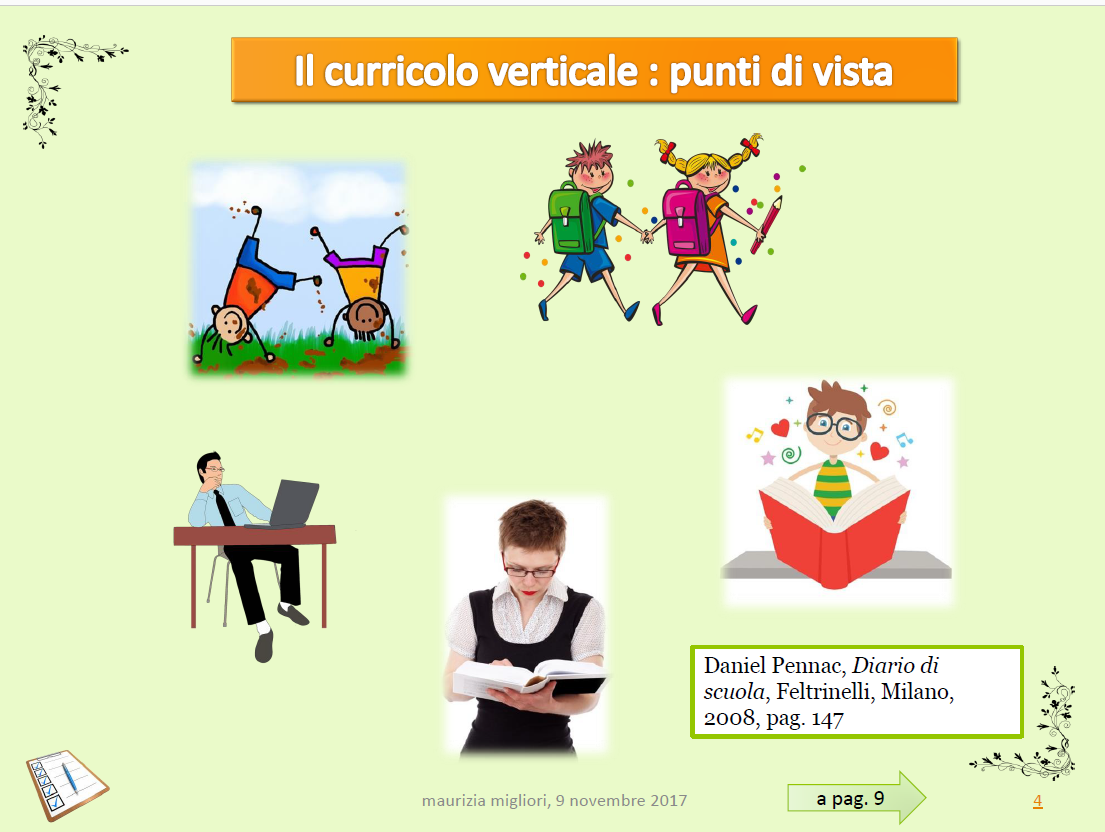 Il curricolo verticale : punti di vista
Daniel Pennac, Diario di
scuola, Feltrinelli, Milano,
2008, pag. 147
maurizia migliori, 9 novembre 2017
a pag. 9
4